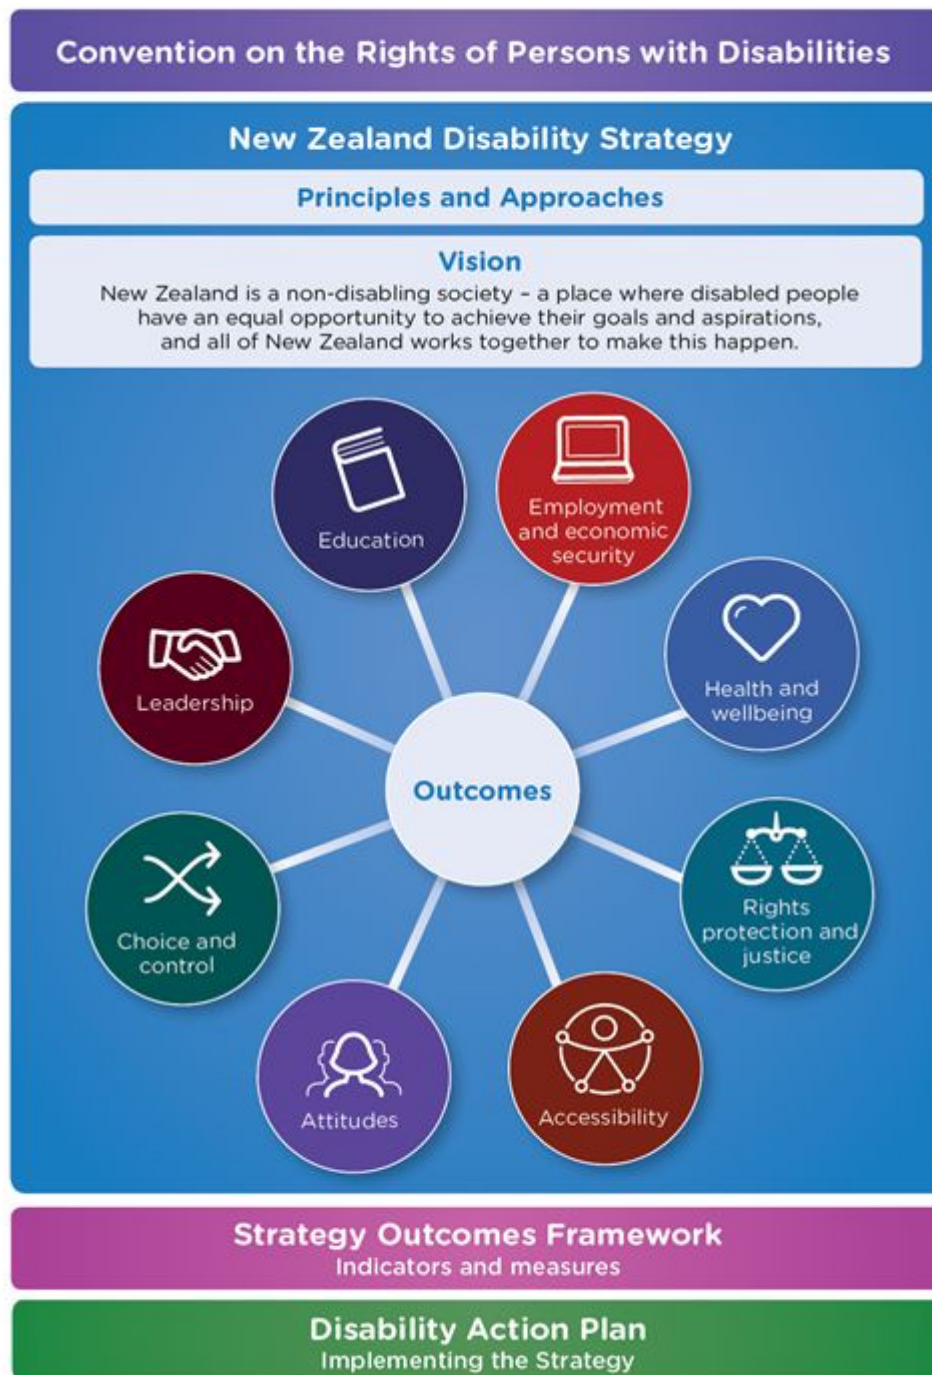 Convention on the Rights of Persons with Disabilities
New Zealand Disability Strategy
Principles and Approaches
Vision
New Zealand is a non-disabling society – a place where disabled people
have an equal opportunity to achieve their goals and aspirations,
and all of New Zealand works together to make this happen.
Education
Employment
and economic
security
Leadership
Health and
wellbeing
Outcomes
Choice and
control
Rights
protection and
justice
Attitudes
Accessibility
Strategy Outcomes Framework
Indicators and measures
Disability Action Plan
Implementing the Strategy